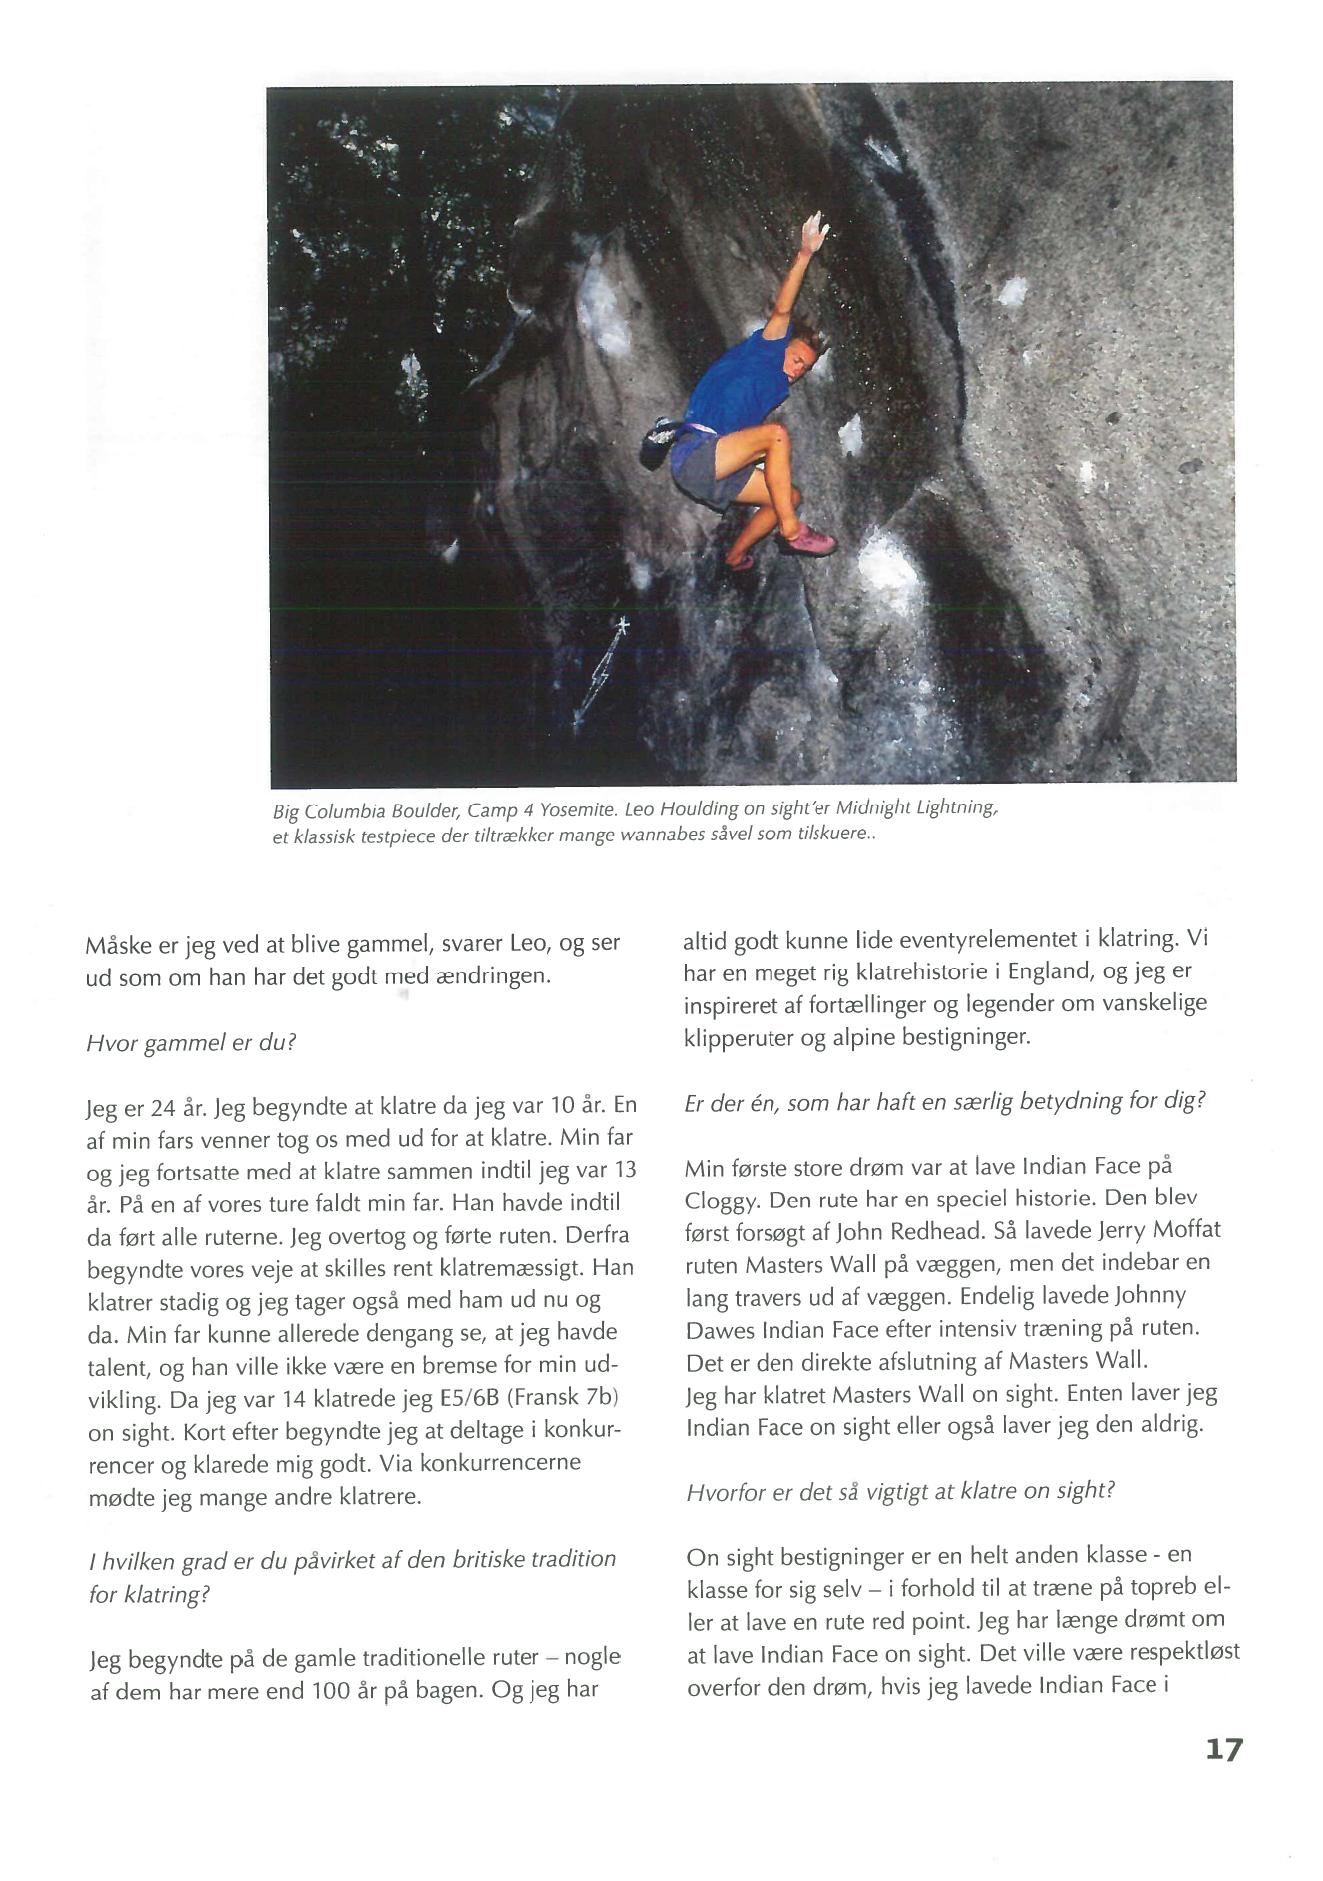 Big Columbia Boulder, Camp 4 Yosemite. Leo Houlding on sight'er Midnight Lightning,
et klassisk testpiece der tiltrækker mange wannabes såvel som tilskuere..
Måske er jeg ved at blive gammel, svarer Leo, og ser
ud som om han har det godt med ændringen.
Hvor gammel er du?
Jeg er 24 år. Jeg begyndte at klatre da jeg var 10 år. En
af min fars venner tog os med ud for at klatre. Min far
og jeg fortsatte med at klatre sammen indtil jeg var 13
år. På en af vores ture faldt min far. Han havde indtil
da ført alle ruterne. Jeg overtog og førte ruten. Derfra
begyndte vores veje at skilles rent klatremæssigt. Han
klatrer stadig og jeg tager også med ham ud nu og
da. Min far kunne allerede dengang se, at jeg havde
talent, og han ville ikke være en bremse for min ud-
vikling. Da jeg var 14 klatrede jeg E5/6B (Fransk 7b)
on sight. Kort efter begyndte jeg at deltage i konkur-
rencer og klarede mig godt. Via konkurrencerne
mødte jeg mange andre klatrere.
I hvilken grad er du påvirket af den britiske tradition
for klatring?
Jeg begyndte på de gamle traditionelle ruter – nogle
af dem har mere end 100 år på bagen. Og jeg har
altid godt kunne lide eventyrelementet i klatring. Vi
har en meget rig klatrehistorie i England, og jeg er
inspireret af fortællinger og legender om vanskelige
klipperuter og alpine bestigninger.
Er der én, som har haft en særlig betydning for dig?
Min første store drøm var at lave Indian Face på
Cloggy. Den rute har en speciel historie. Den blev
først forsøgt af John Redhead. Så lavede Jerry Moffat
ruten Masters Wall på væggen, men det indebar en
lang travers ud af væggen. Endelig lavede Johnny
Dawes Indian Face efter intensiv træning på ruten.
Det er den direkte afslutning af Masters Wall.
Jeg har klatret Masters Wall on sight. Enten laver jeg
Indian Face on sight eller også laver jeg den aldrig.
Hvorfor er det så vigtigt at klatre on sight?
On sight bestigninger er en helt anden klasse - en
klasse for sig selv – i forhold til at træne på topreb el-
ler at lave en rute red point. Jeg har længe drømt om
at lave Indian Face on sight. Det ville være respektløst
overfor den drøm, hvis jeg lavede Indian Face i
17